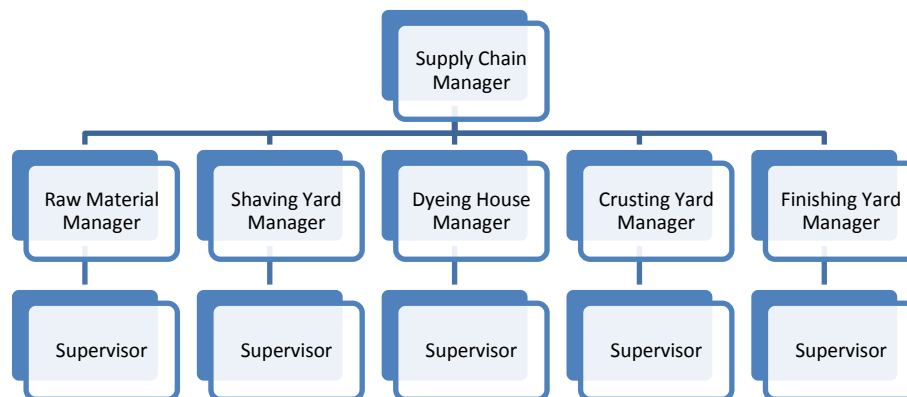 Supply Chain
Manager
Raw Material
Manager
Shaving Yard
Manager
Dyeing House
Manager
Crusting Yard
Manager
Finishing Yard
Manager
Supervisor
Supervisor
Supervisor
Supervisor
Supervisor